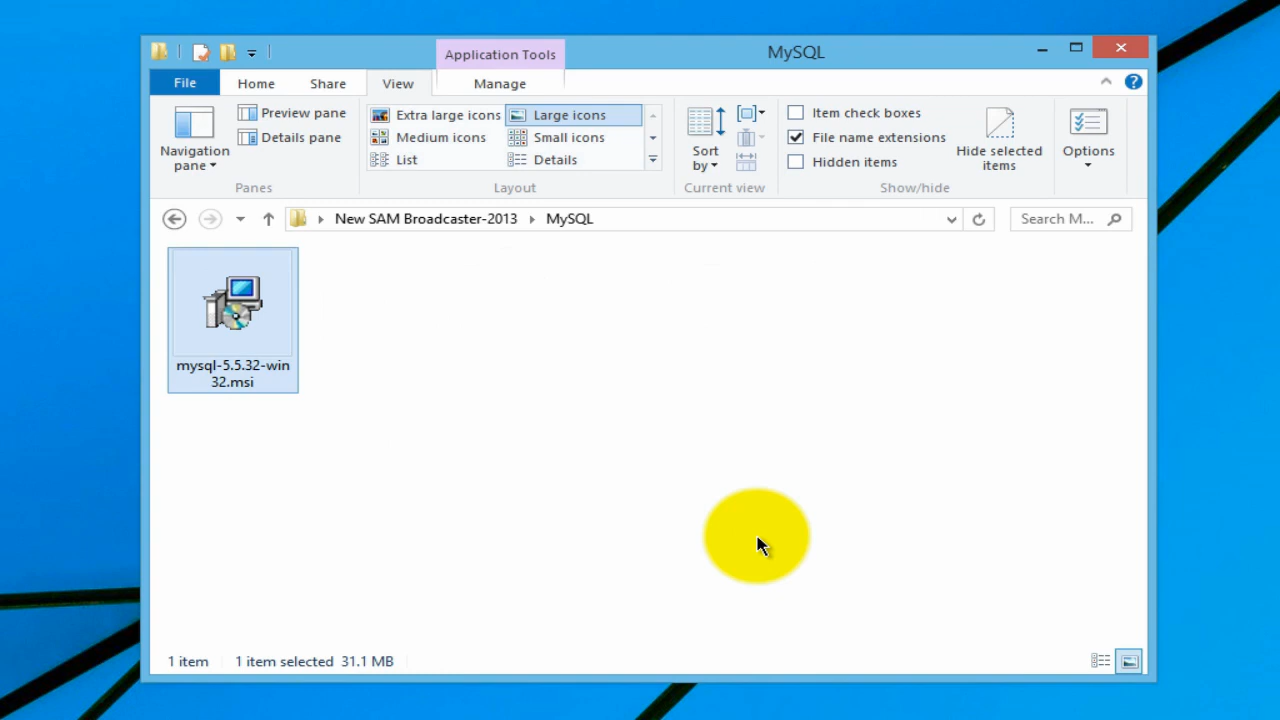 Application Tools
MySQL
File
Home
Share
View
Manage
Navigation
pane
Preview pane
Details pane
Panes
Extra large icons
Large icons
Medium icons
Small icons
List
Details
Layout
Sort
by
Current view
Item check boxes
File name extensions
Hidden items
Hide selected
items
Show/hide
Options
New SAM Broadcaster-2013
MySQL
Search M...
mysql-5.5.32-win
32.msi
1 item
1 item selected 31.1 MB